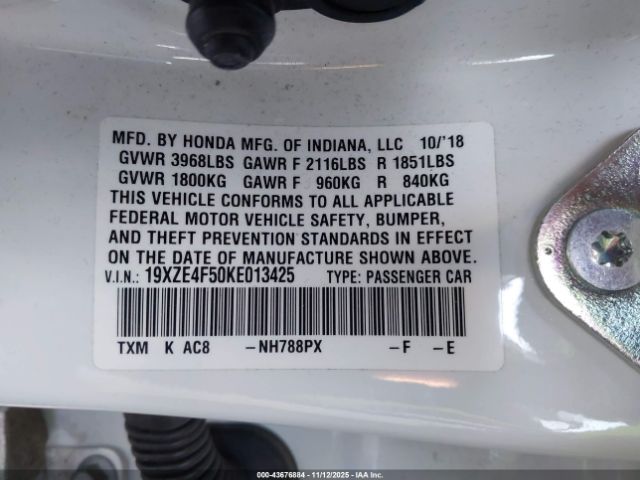 MFD. BY HONDA MFG. OF INDIANA, LLC 10/'18
GVWR 3968LBS GAWR F 2116LBS R 1851LBS
GVWR 1800KG GAWR F 960KG R 840KG
THIS VEHICLE CONFORMS TO ALL APPLICABLE
FEDERAL MOTOR VEHICLE SAFETY, BUMPER,
AND THEFT PREVENTION STANDARDS IN EFFECT
ON THE DATE OF MANUFACTURE SHOWN ABOVE.
V.I.N.: 19XZE4F50KE013425 TYPE: PASSENGER CAR
TXM K AC8 -NH788PX -F -E
000-43676884 - 11/12/2025 - IAA, Inc.